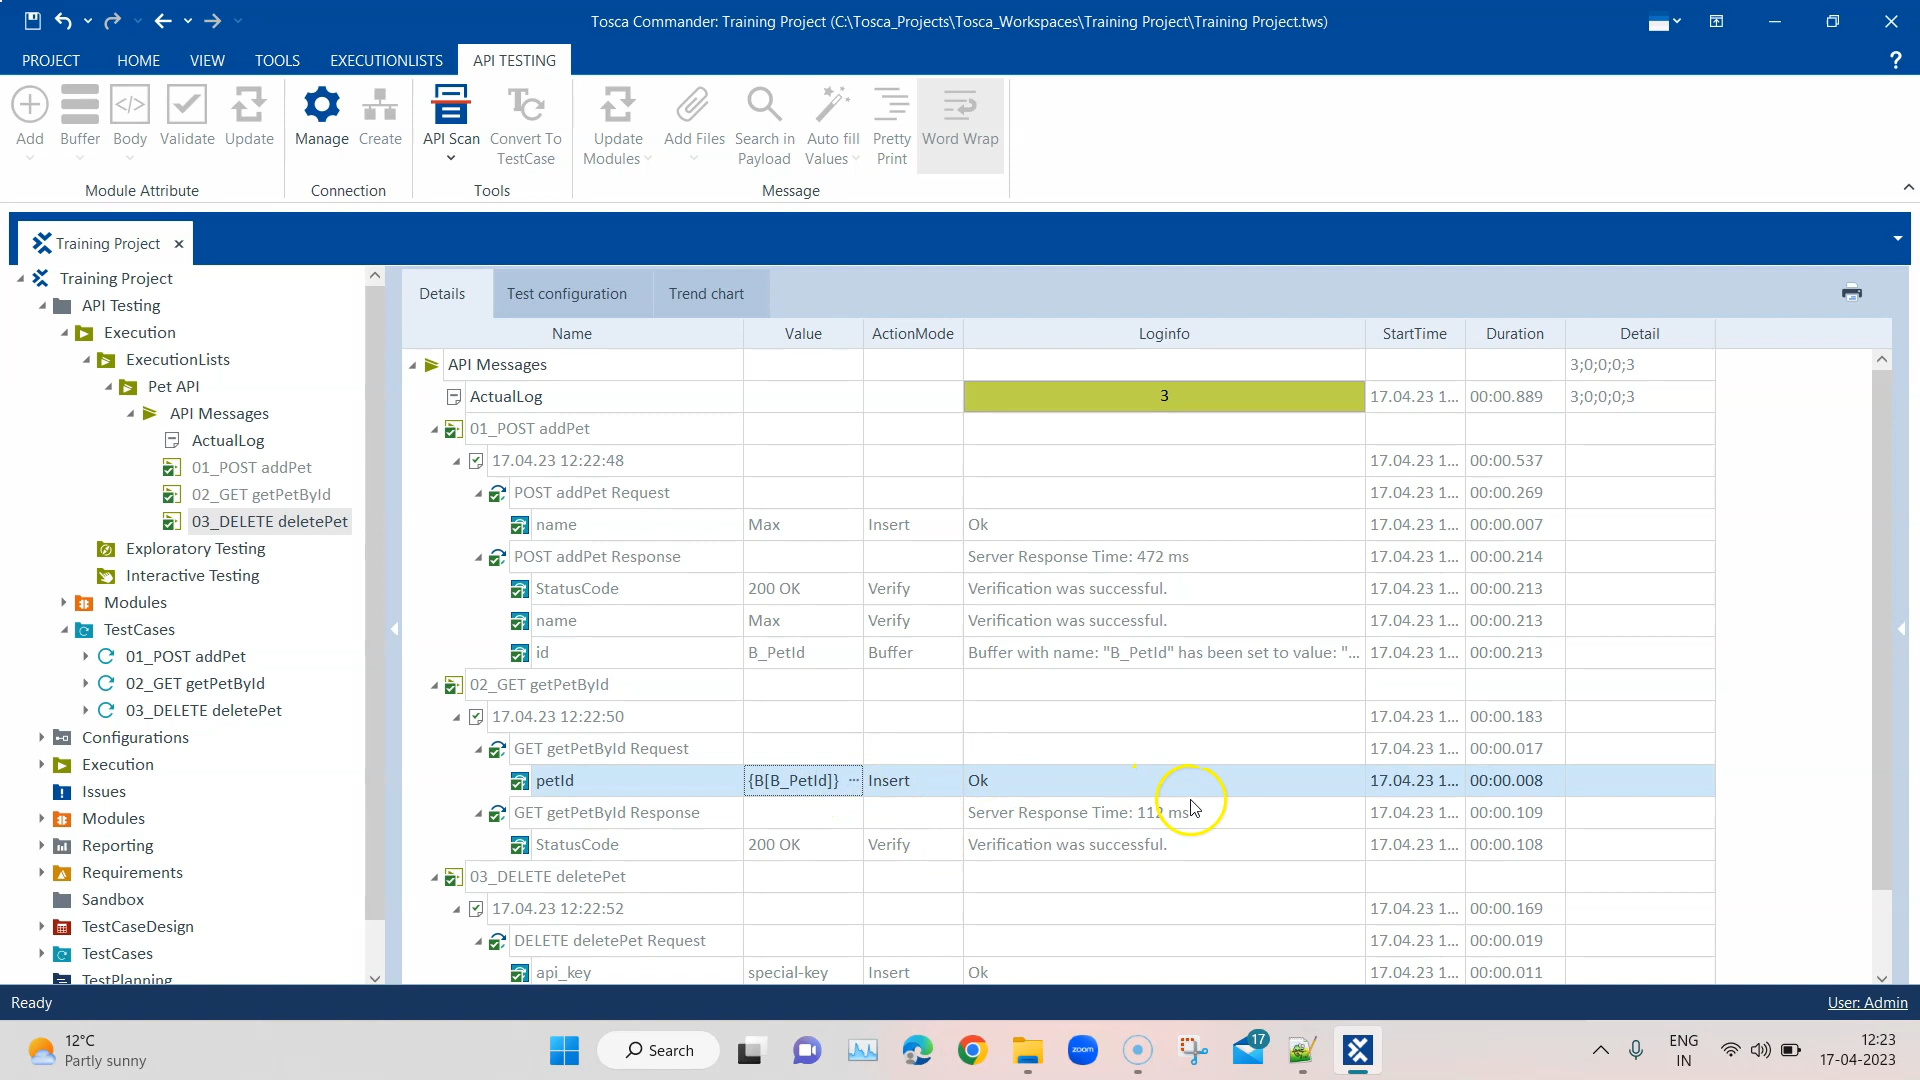 Tosca Commander: Training Project (C:\Tosca_Projects\Tosca_Workspaces\Training Project\Training Project.tws)
PROJECT HOME VIEW TOOLS EXECUTIONLISTS API TESTING ?
Add Buffer Body Validate Update
Module Attribute
Manage Create
Connection
API Scan Convert To TestCase
Tools
Update Modules Add Files Search in Payload Auto fill Values Pretty Print Word Wrap
Message
Training Project
Training Project
API Testing
Execution
ExecutionLists
Pet API
API Messages
ActualLog
01_POST addPet
02_GET getPetById
03_DELETE deletePet
Exploratory Testing
Interactive Testing
Modules
TestCases
01_POST addPet
02_GET getPetById
03_DELETE deletePet
Configurations
Execution
Issues
Modules
Reporting
Requirements
Sandbox
TestCaseDesign
TestCases
TestPlanning
Details Test configuration Trend chart
Name Value ActionMode Loginfo StartTime Duration Detail
API Messages 3;0;0;0;3
ActualLog 3 17.04.23 1... 00:00.889 3;0;0;0;3
01_POST addPet
17.04.23 12:22:48 17.04.23 1... 00:00.537
POST addPet Request 17.04.23 1... 00:00.269
name Max Insert Ok 17.04.23 1... 00:00.007
POST addPet Response Server Response Time: 472 ms 17.04.23 1... 00:00.214
StatusCode 200 OK Verify Verification was successful. 17.04.23 1... 00:00.213
name Max Verify Verification was successful. 17.04.23 1... 00:00.213
id B_PetId Buffer Buffer with name: "B_PetId" has been set to value: "... 17.04.23 1... 00:00.213
02_GET getPetById
17.04.23 12:22:50 17.04.23 1... 00:00.183
GET getPetById Request 17.04.23 1... 00:00.017
petId {B[B_PetId]} ... Insert Ok 17.04.23 1... 00:00.008
GET getPetById Response Server Response Time: 112 ms 17.04.23 1... 00:00.109
StatusCode 200 OK Verify Verification was successful. 17.04.23 1... 00:00.108
03_DELETE deletePet
17.04.23 12:22:52 17.04.23 1... 00:00.169
DELETE deletePet Request 17.04.23 1... 00:00.019
api_key special-key Insert Ok 17.04.23 1... 00:00.011
Ready User: Admin
12°C
Partly sunny
Search
zoom
17
ENG
IN
12:23
17-04-2023